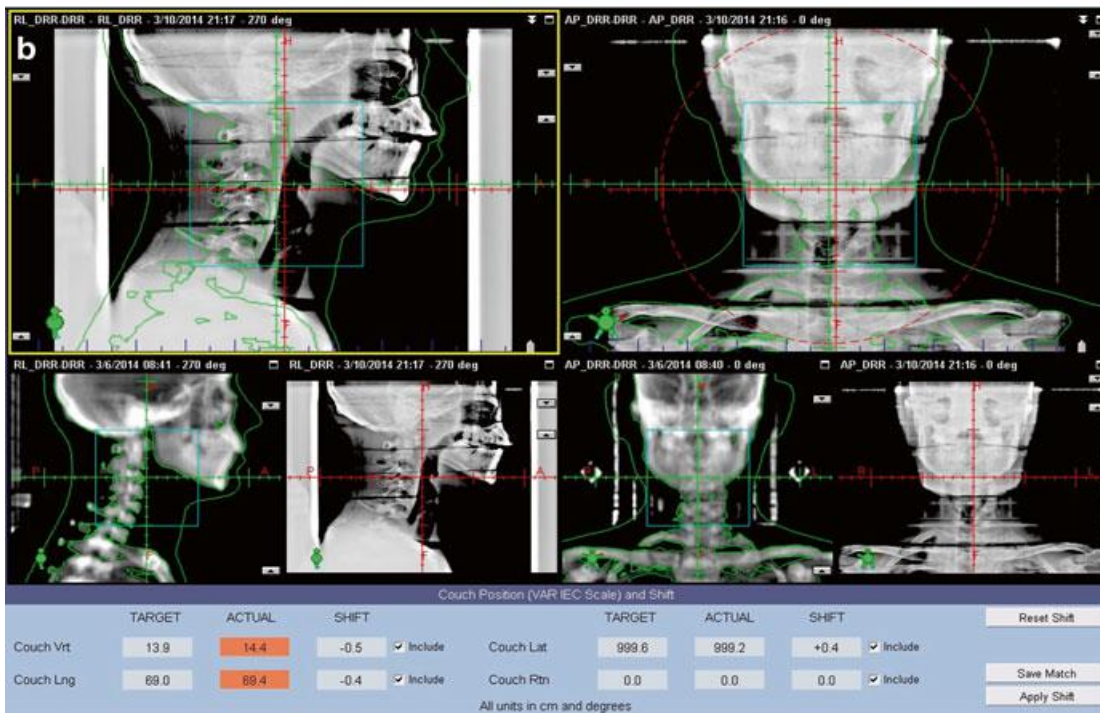 RL_DRR-DRR - RL_DRR - 3/10/2014 21:17 - 270 deg
AP_DRR-DRR - AP_DRR - 3/10/2014 21:16 - 0 deg
b
H
H
A
F
F
RL_DRR-DRR - 3/6/2014 08:41 - 270 deg
RL_DRR - 3/10/2014 21:17 - 270 deg
AP_DRR-DRR - 3/6/2014 08:40 - 0 deg
AP_DRR - 3/10/2014 21:16 - 0 deg
P
A
P
A
L
R
L
F
F
Couch Position (VAR IEC Scale) and Shift
TARGET ACTUAL SHIFT TARGET ACTUAL SHIFT Reset Shift
Couch Vrt 13.9 14.4 -0.5 Include Couch Lat 999.6 999.2 +0.4 Include
Couch Lng 69.0 69.4 -0.4 Include Couch Rtn 0.0 0.0 0.0 Include Save Match
Apply Shift
All units in cm and degrees